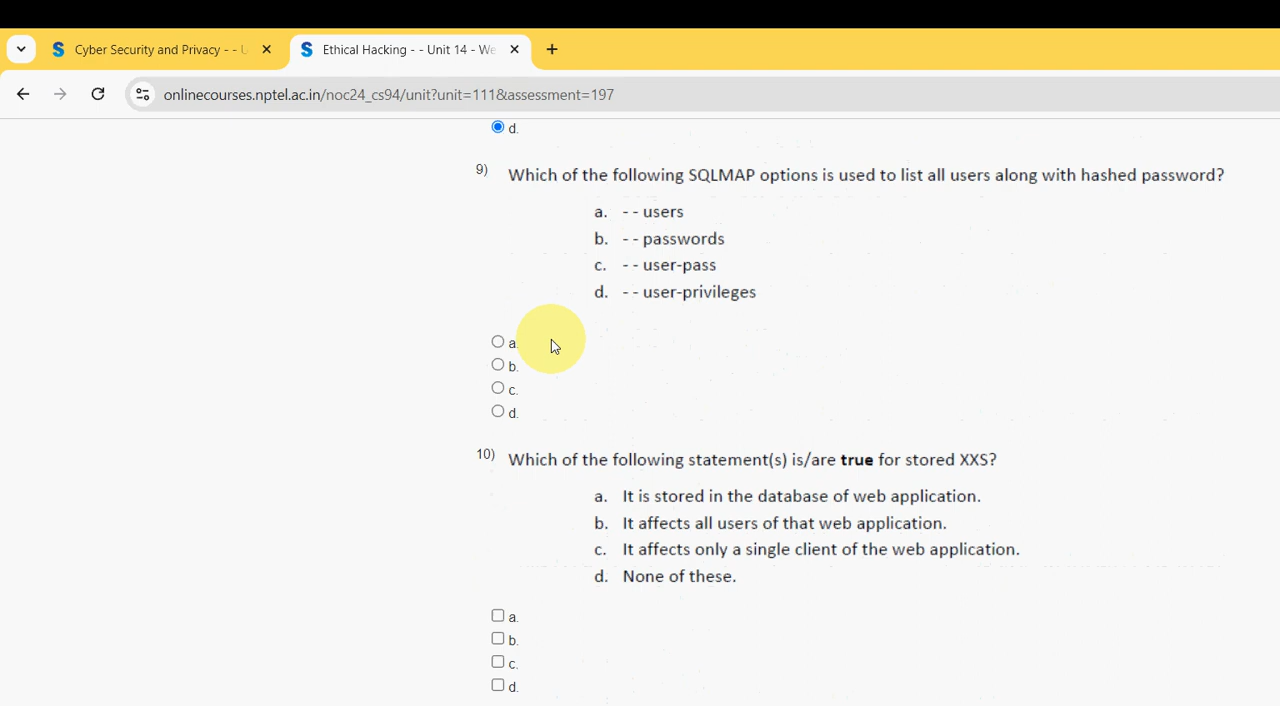 Cyber Security and Privacy - - U
Ethical Hacking - - Unit 14 - We
onlinecourses.nptel.ac.in/noc24_cs94/unit?unit=111&assessment=197
d.
9) Which of the following SQLMAP options is used to list all users along with hashed password?
a. - - users
b. - - passwords
c. - - user-pass
d. - - user-privileges
a.
b.
c.
d.
10) Which of the following statement(s) is/are true for stored XXS?
a. It is stored in the database of web application.
b. It affects all users of that web application.
c. It affects only a single client of the web application.
d. None of these.
a.
b.
c.
d.